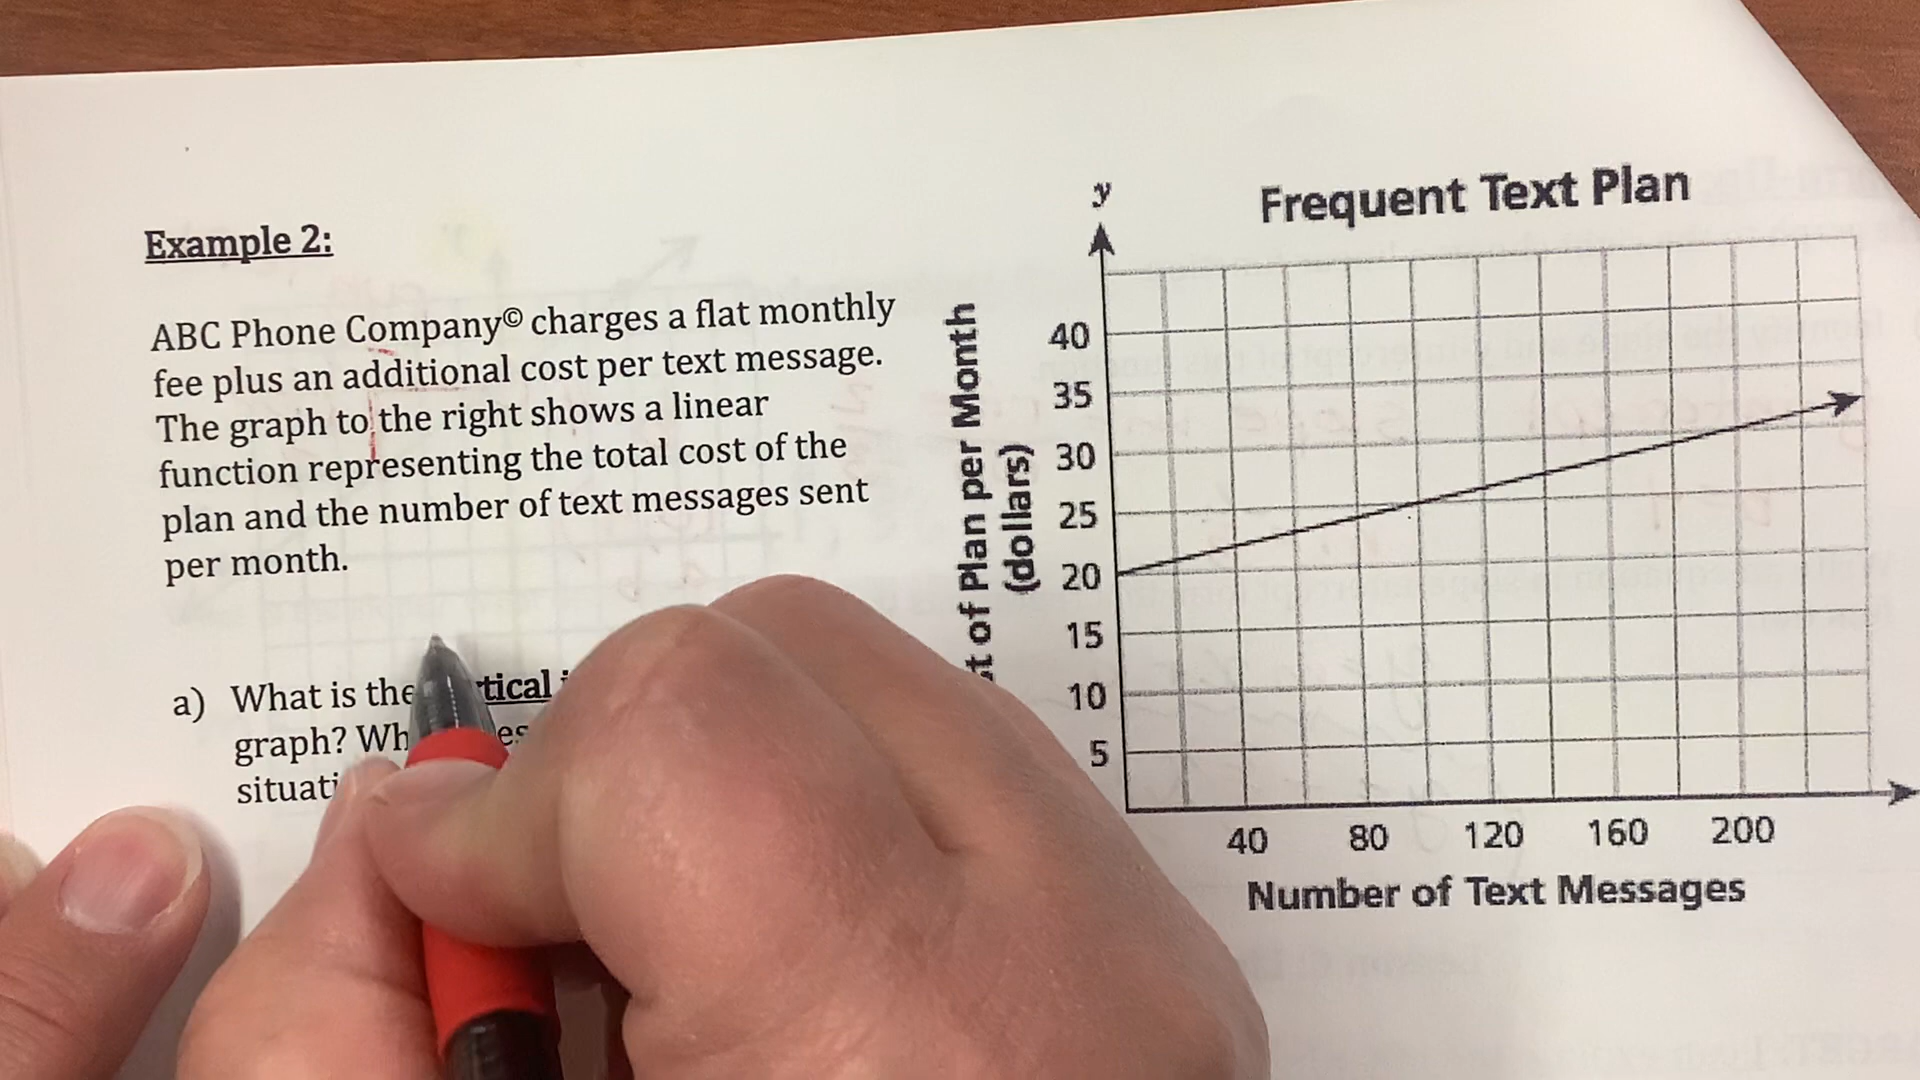 Example 2:
ABC Phone Company© charges a flat monthly
fee plus an additional cost per text message.
The graph to the right shows a linear
function representing the total cost of the
plan and the number of text messages sent
per month.
a) What is the
graph?
Frequent Text Plan
y
of Plan per Month
(dollars)
40
35
30
25
20
15
10
5
40 80 120 160 200
Number of Text Messages